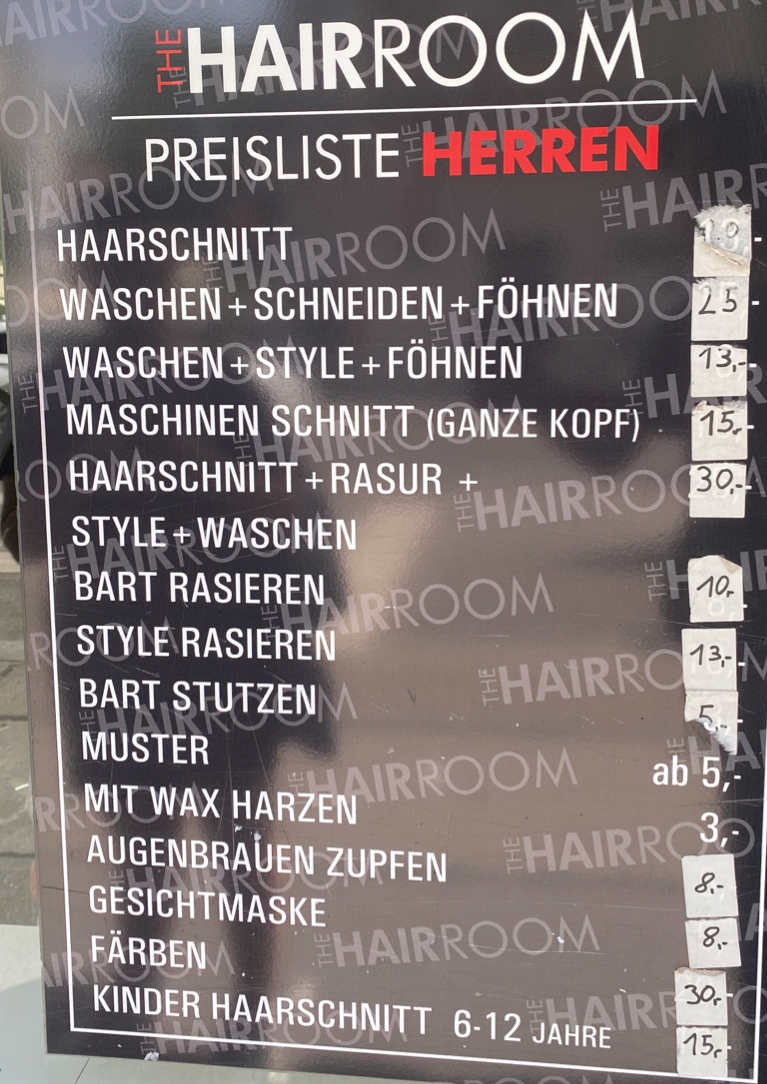 THE HAIRROOM
PREISLISTE HERREN
HAARSCHNITT
WASCHEN+SCHNEIDEN+FÖHNEN 25 -
WASCHEN+STYLE+FÖHNEN 13,-
MASCHINEN SCHNITT (GANZE KOPF) 15,-
HAARSCHNITT+RASUR + 30,-
STYLE+WASCHEN
BART RASIEREN 10,-
STYLE RASIEREN 13,-
BART STUTZEN 5,-
MUSTER ab 5,-
MIT WAX HARZEN 3,-
AUGENBRAUEN ZUPFEN 8.-
GESICHTMASKE 8.-
FÄRBEN 30,-
KINDER HAARSCHNITT 6-12 JAHRE 15,-